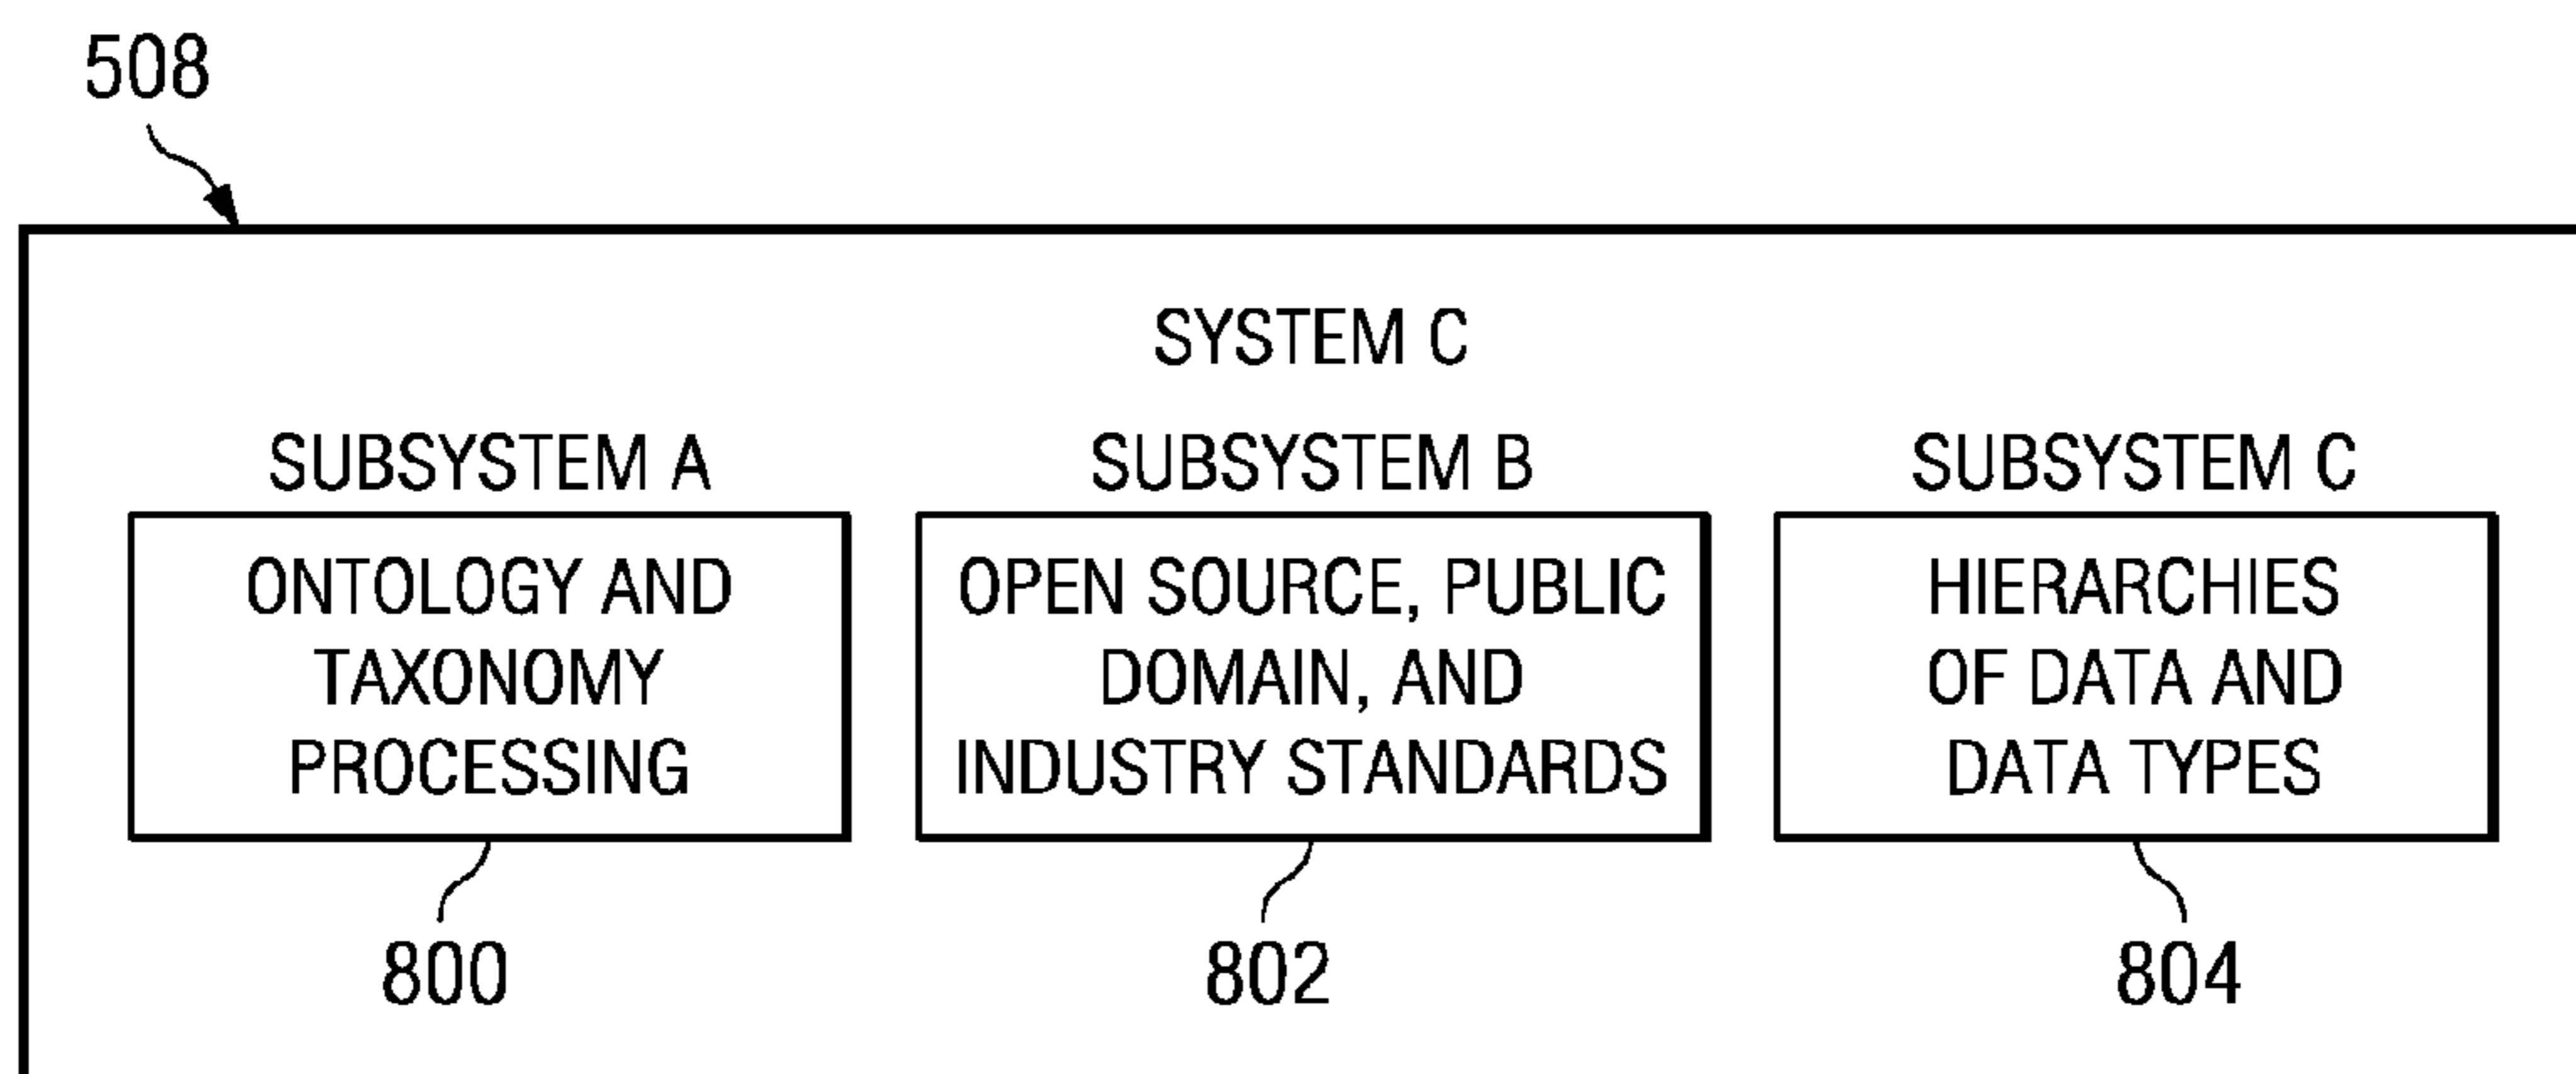 508
SYSTEM C
SUBSYSTEM A
ONTOLOGY AND
TAXONOMY
PROCESSING
800
SUBSYSTEM B
OPEN SOURCE, PUBLIC
DOMAIN, AND
INDUSTRY STANDARDS
802
SUBSYSTEM C
HIERARCHIES
OF DATA AND
DATA TYPES
804